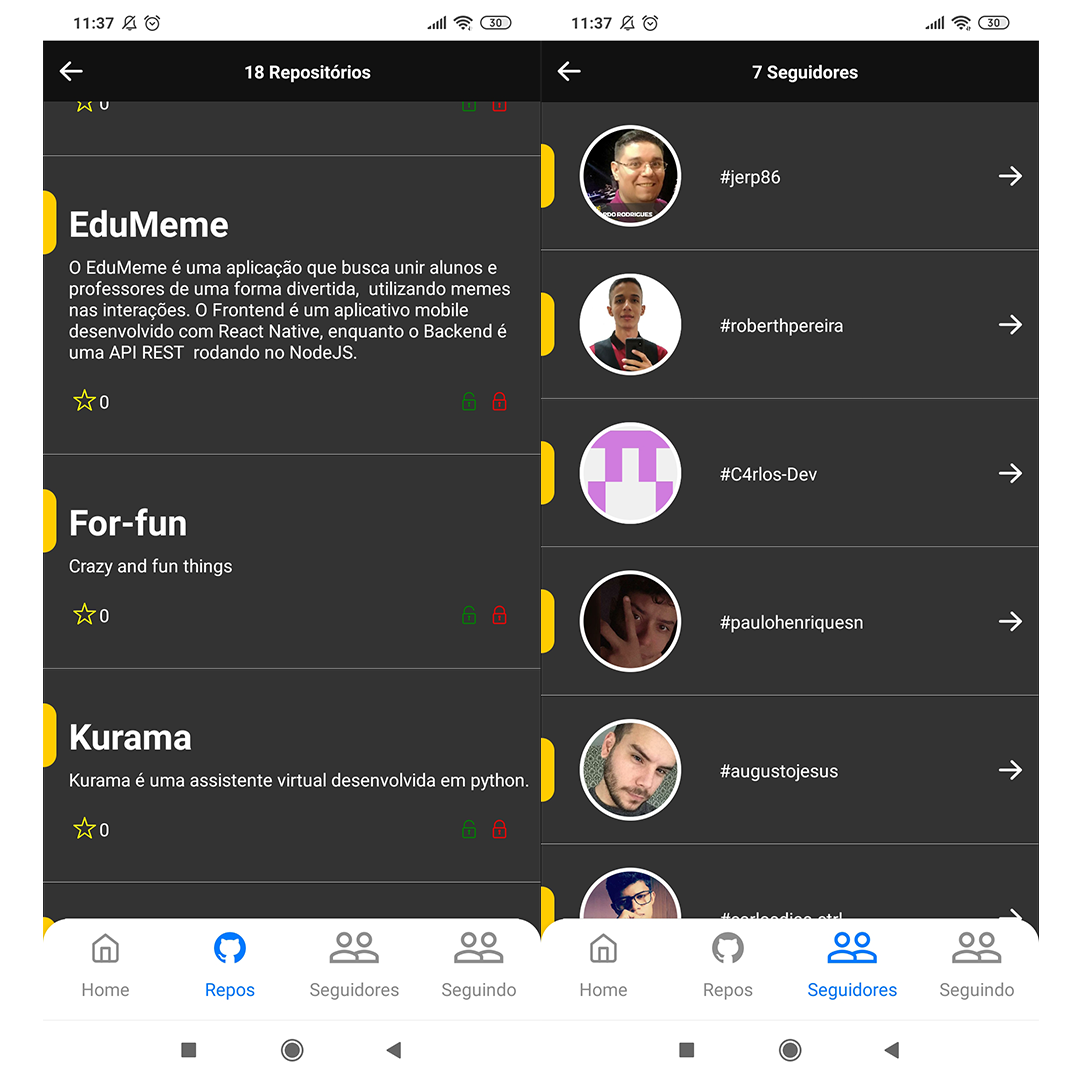 11:37
30
18 Repositórios
0
EduMeme
O EduMeme é uma aplicação que busca unir alunos e
professores de uma forma divertida,  utilizando memes
nas interações. O Frontend é um aplicativo mobile
desenvolvido com React Native, enquanto o Backend é
uma API REST  rodando no NodeJS.
0
For-fun
Crazy and fun things
0
Kurama
Kurama é uma assistente virtual desenvolvida em python.
0
Home
Repos
Seguidores
Seguindo
11:37
30
7 Seguidores
RDO RODRIGUES
#jerp86
#roberthpereira
#C4rlos-Dev
#paulohenriquesn
#augustojesus
Home
Repos
Seguidores
Seguindo